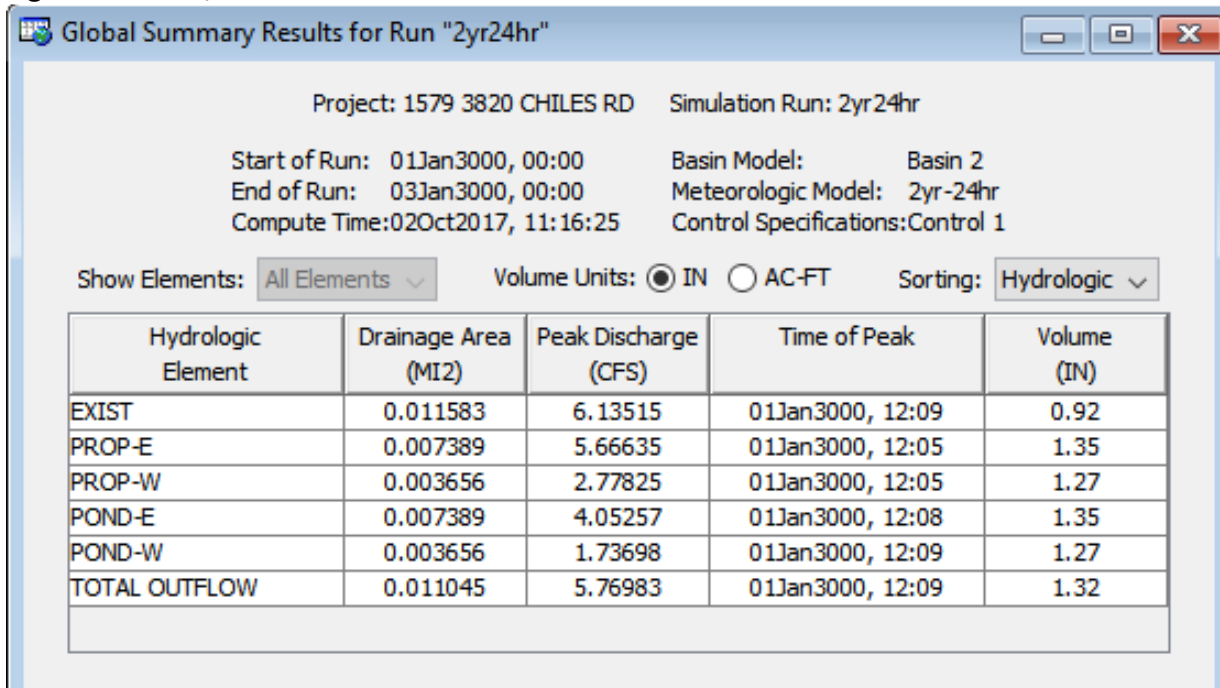 Global Summary Results for Run "2yr24hr"
Project: 1579 3820 CHILES RD Simulation Run: 2yr24hr
Start of Run: 01Jan3000, 00:00 Basin Model: Basin 2
End of Run: 03Jan3000, 00:00 Meteorologic Model: 2yr-24hr
Compute Time:02Oct2017, 11:16:25 Control Specifications:Control 1
Show Elements: All Elements Volume Units: IN AC-FT Sorting: Hydrologic
Hydrologic Drainage Area Peak Discharge Time of Peak Volume
Element (MI2) (CFS) (IN)
EXIST 0.011583 6.13515 01Jan3000, 12:09 0.92
PROP-E 0.007389 5.66635 01Jan3000, 12:05 1.35
PROP-W 0.003656 2.77825 01Jan3000, 12:05 1.27
POND-E 0.007389 4.05257 01Jan3000, 12:08 1.35
POND-W 0.003656 1.73698 01Jan3000, 12:09 1.27
TOTAL OUTFLOW 0.011045 5.76983 01Jan3000, 12:09 1.32